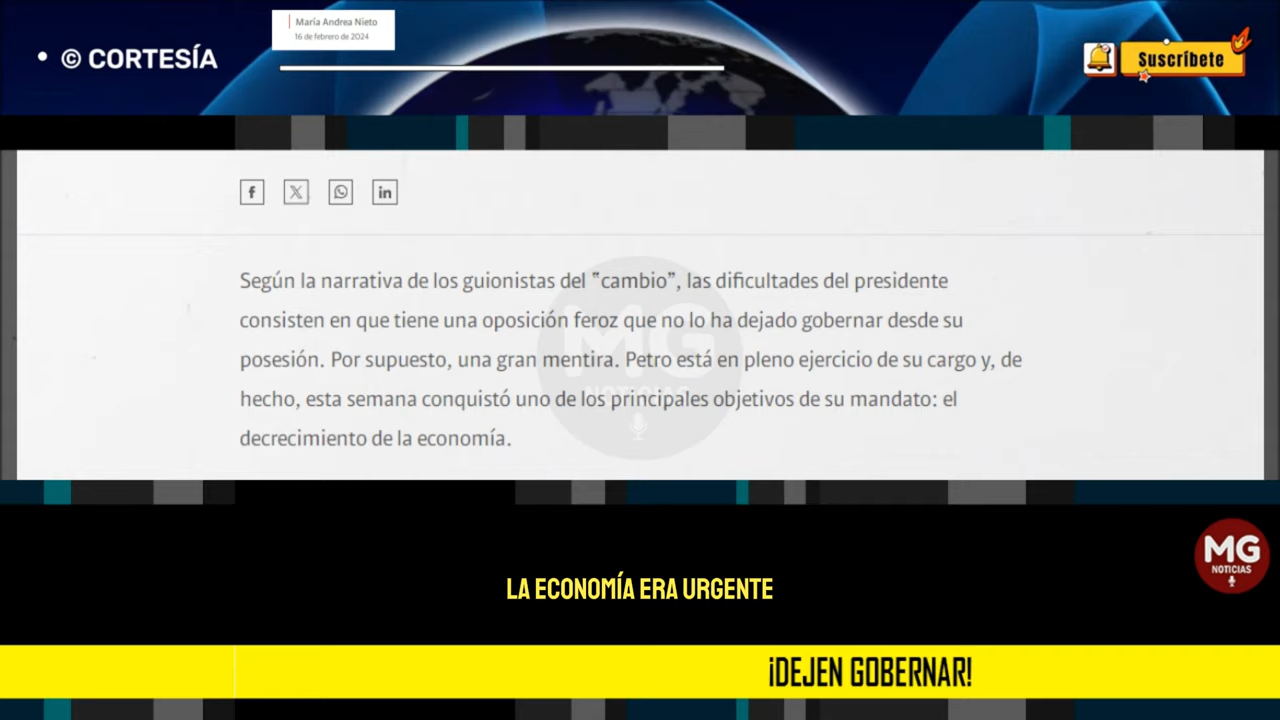 María Andrea Nieto
16 de febrero de 2024
© CORTESÍA
Suscríbete
Según la narrativa de los guionistas del "cambio”, las dificultades del presidente
consisten en que tiene una oposición feroz que no lo ha dejado gobernar desde su
posesión. Por supuesto, una gran mentira. Petro está en pleno ejercicio de su cargo y, de
hecho, esta semana conquistó uno de los principales objetivos de su mandato: el
decrecimiento de la economía.
MG
NOTICIAS
MG
NOTICIAS
LA ECONOMÍA ERA URGENTE
¡DEJEN GOBERNAR!